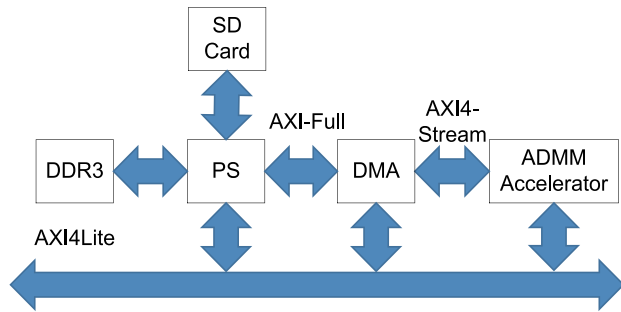 SD
Card
AXI-Full
AXI4-
Stream
DDR3
PS
DMA
ADMM
Accelerator
AXI4Lite